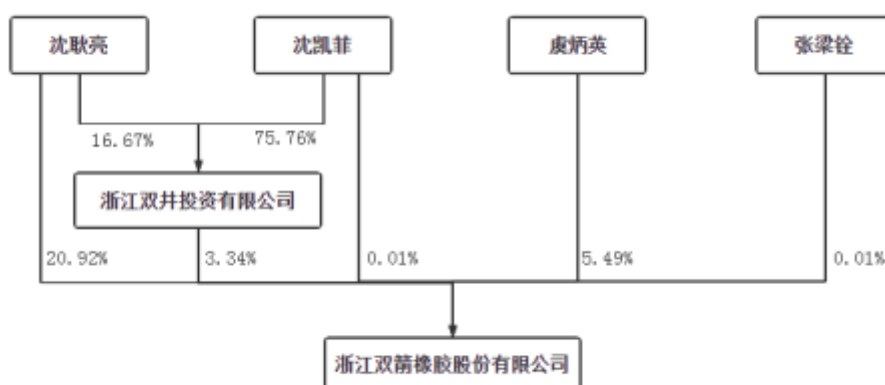 沈耿亮
沈凯菲
虞炳英
张梁铨
16.67%
75.76%
浙江双井投资有限公司
20.92%
3.34%
0.01%
5.49%
0.01%
浙江双箭橡胶股份有限公司